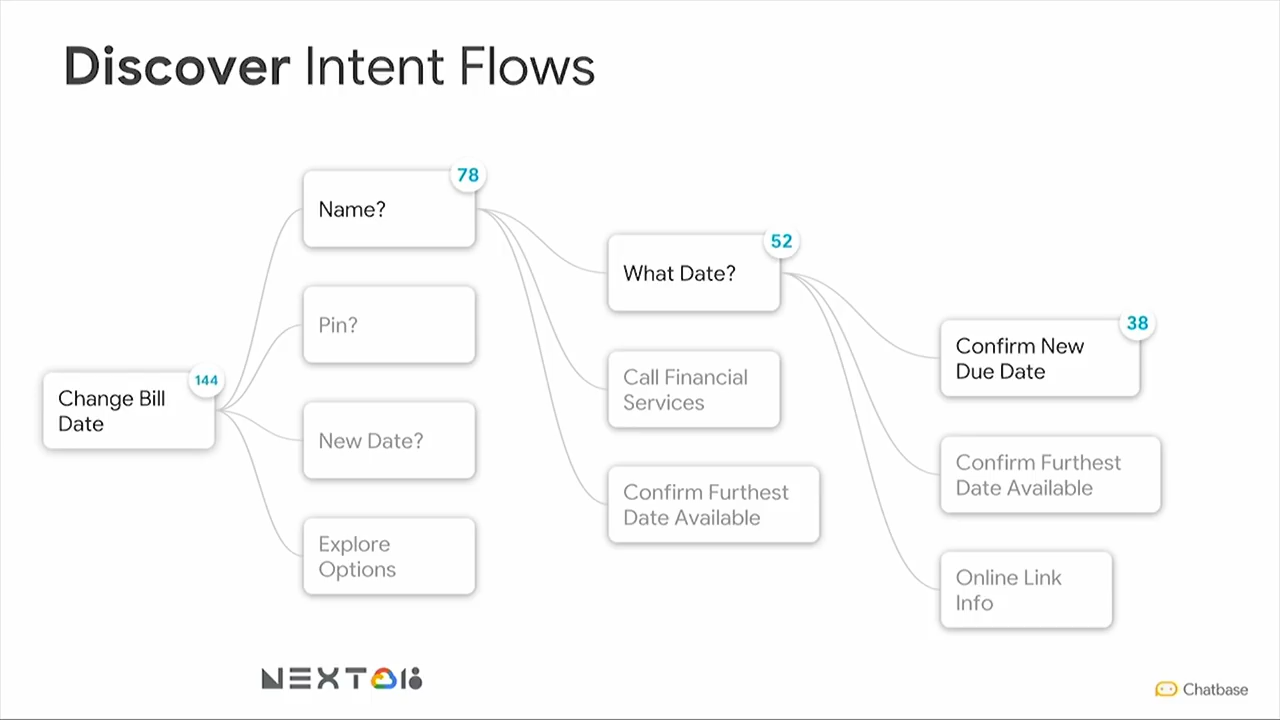 Discover Intent Flows
Change Bill
Date
144
Name?
78
Pin?
New Date?
Explore
Options
What Date?
52
Call Financial
Services
Confirm Furthest
Date Available
Confirm New
Due Date
38
Confirm Furthest
Date Available
Online Link
Info
NEXT 18
Chatbase